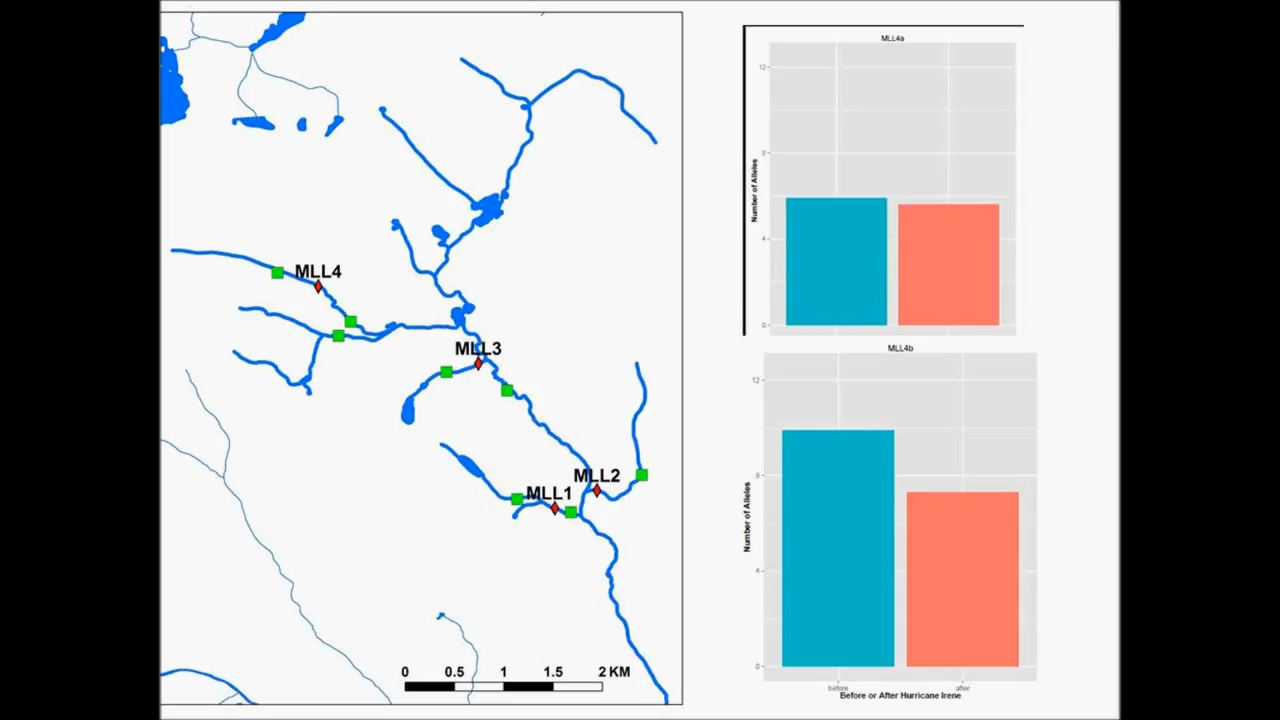 MLL4
MLL3
MLL2
MLL1
0 0.5 1 1.5 2 KM
MLL4a
12
8
4
0
Number of Alleles
MLL4b
12
8
4
0
Number of Alleles
before after
Before or After Hurricane Irene